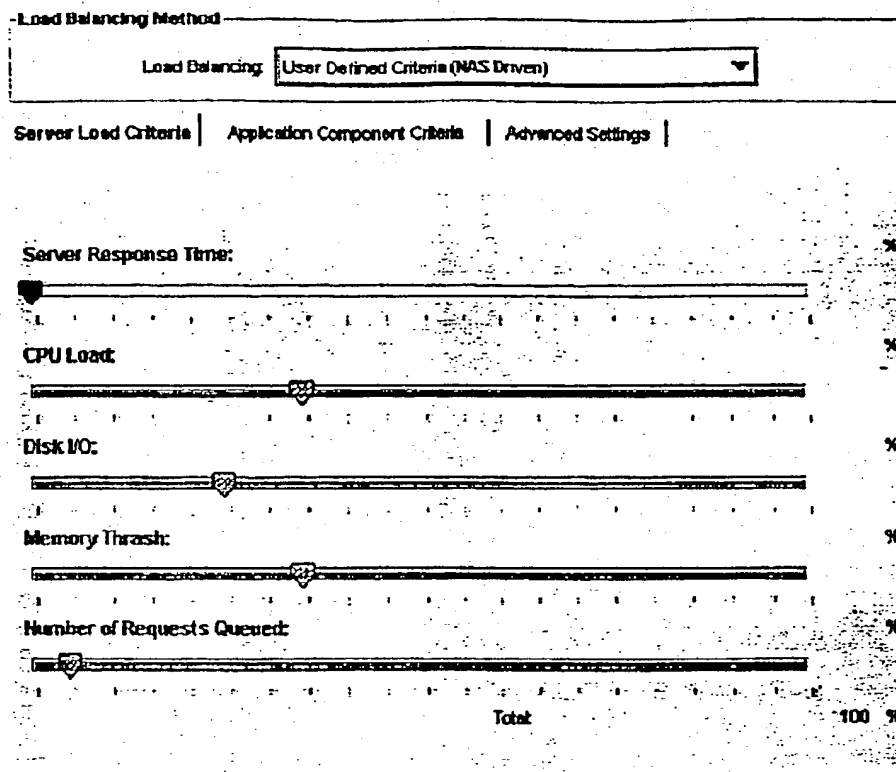 Load Balancing Method
Load Balancing: User Defined Criteria (NAS Driven)
Server Load Criteria | Application Component Criteria | Advanced Settings |
Server Response Time: %
CPU Load: %
Disk I/O: %
Memory Thrash: %
Number of Requests Queued: %
Total: 100 %